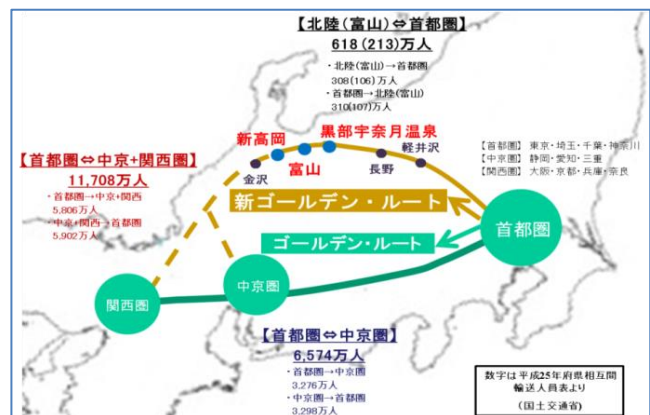 【北陸(富山)⇔首都圏】
618(213)万人
・北陸(富山)→首都圏
308(106)万人
・首都圏→北陸(富山)
310(107)万人
【首都圏⇔中京+関西圏】
11,708万人
・首都圏→中京+関西
5,806万人
・中京+関西→首都圏
5,902万人
新高岡
黒部宇奈月温泉
金沢
富山
長野
軽井沢
【首都圏】 東京・埼玉・千葉・神奈川
【中京圏】 静岡・愛知・三重
【関西圏】 大阪・京都・兵庫・奈良
新ゴールデン・ルート
ゴールデン・ルート
首都圏
中京圏
関西圏
【首都圏⇔中京圏】
6,574万人
・首都圏→中京圏
3,276万人
・中京圏→首都圏
3,298万人
数字は平成25年府県相互間
輸送人員表より
(国土交通省)